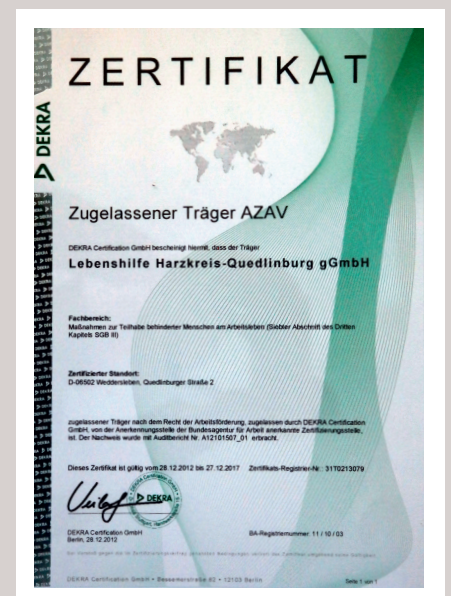 ZERTIFIKAT
DEKRA
Zugelassener Träger AZAV
DEKRA Certification GmbH bescheinigt hiermit, dass der Träger
Lebenshilfe Harzkreis-Quedlinburg gGmbH
Fachbereich:
Maßnahmen zur Teilhabe behinderter Menschen am Arbeitsleben (Siebter Abschnitt des Dritten
Kapitels SGB III)
Zertifizierter Standort:
D-06502 Weddersleben, Quedlinburger Straße 2
zugelassener Träger nach dem Recht der Arbeitsförderung, zugelassen durch DEKRA Certification
GmbH, von der Anerkennungsstelle der Bundesagentur für Arbeit anerkannte Zertifizierungsstelle,
ist. Der Nachweis wurde mit Auditbericht Nr. A12101507_01 erbracht.
Dieses Zertifikat ist gültig vom 28.12.2012 bis 27.12.2017 Zertifikats-Registrier-Nr.: 31T0213079
DEKRA
DEKRA Certification GmbH
Berlin, 28.12.2012
BA-Registriernummer: 11 / 10 / 03
DEKRA Certification GmbH • Bessemerstraße 62 • 12103 Berlin
Seite 1 von 1